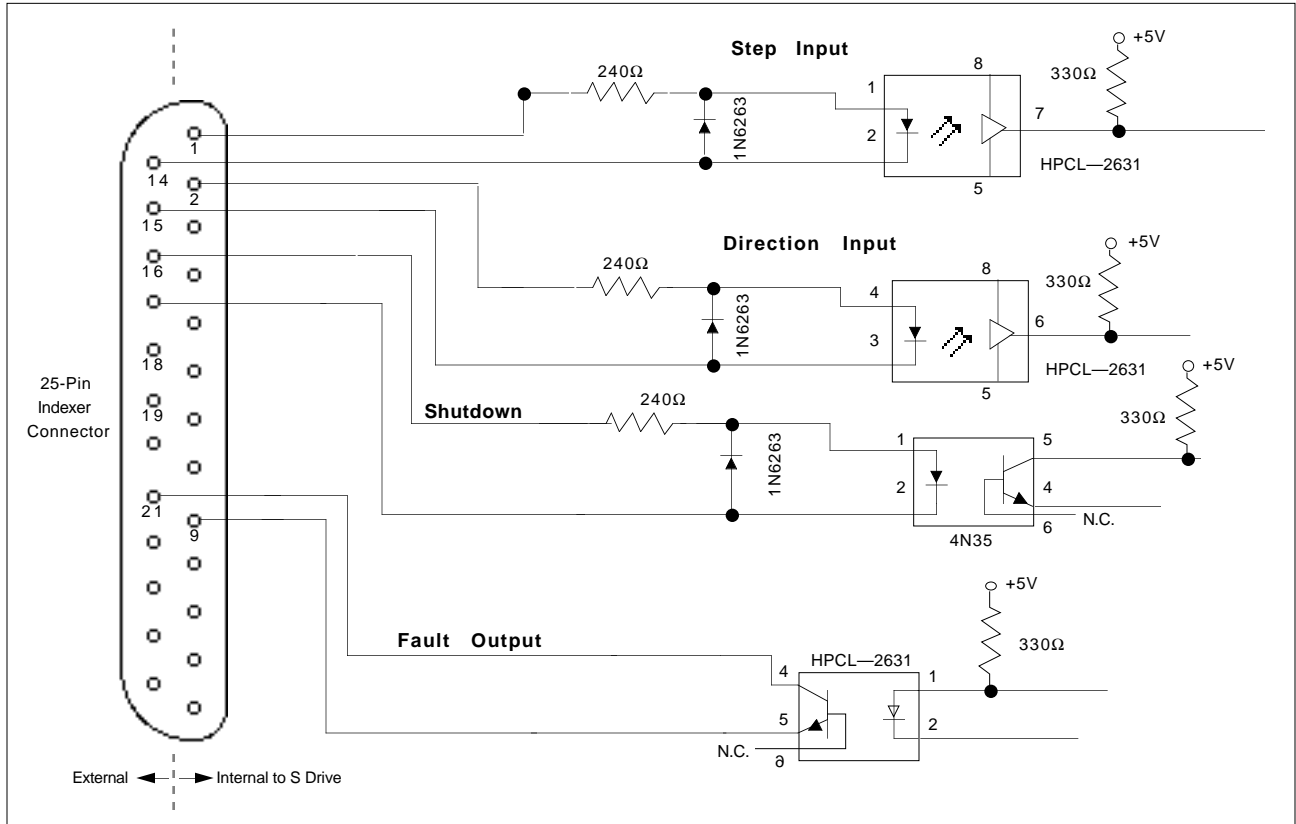 Step Input
+5V
240Ω
1N6263
1
2
8
7
5
330Ω
HPCL—2631
1
14
2
15
16
18
19
21
9
25-Pin
Indexer
Connector
Direction Input
+5V
240Ω
1N6263
4
3
8
6
5
330Ω
HPCL—2631
Shutdown
240Ω
1N6263
1
2
5
4
6
N.C.
4N35
+5V
330Ω
Fault Output
HPCL—2631
4
5
N.C.
∂
1
2
+5V
330Ω
External
Internal to S Drive